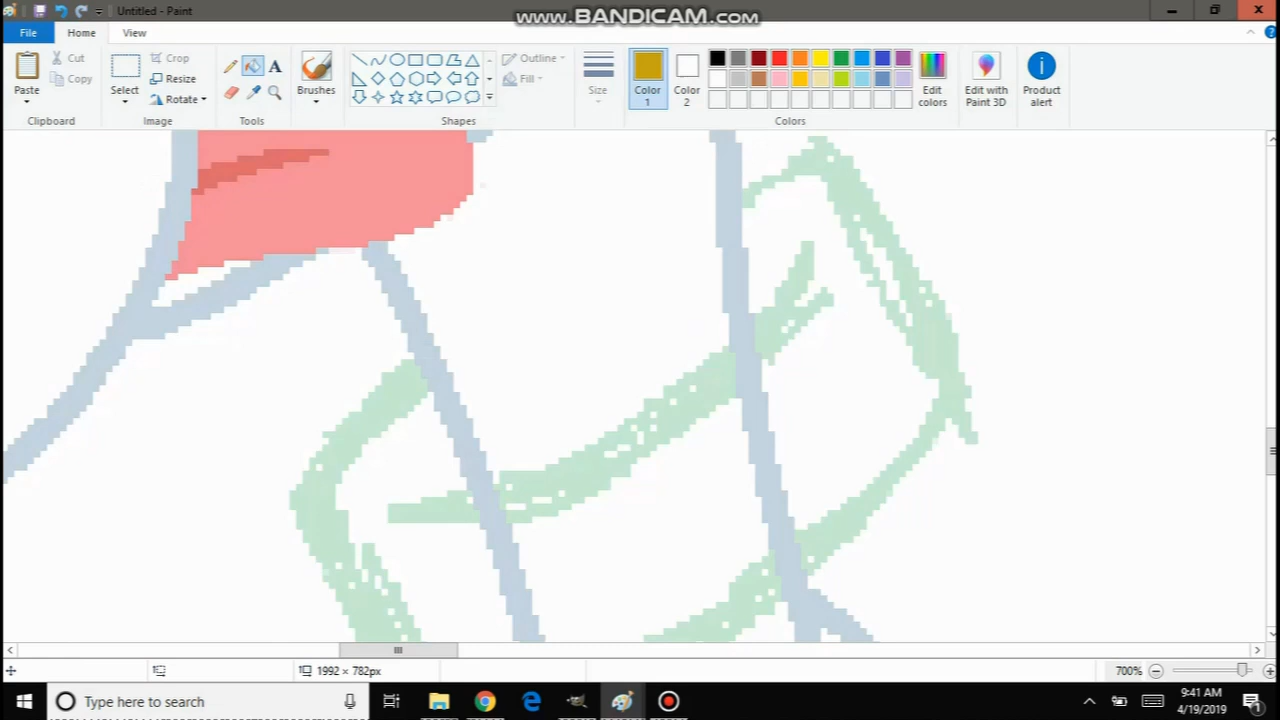 www.BANDICAM.com
Untitled - Paint
File Home View
Paste
Cut
Copy
Clipboard
Select
Crop
Resize
Rotate
Image
A
Tools
Brushes
Shapes
Outline
Fill
Size
Color 1
Color 2
Colors
Edit colors
Edit with Paint 3D
Product alert
1992 × 782px
700%
Type here to search
9:41 AM
4/19/2019
1